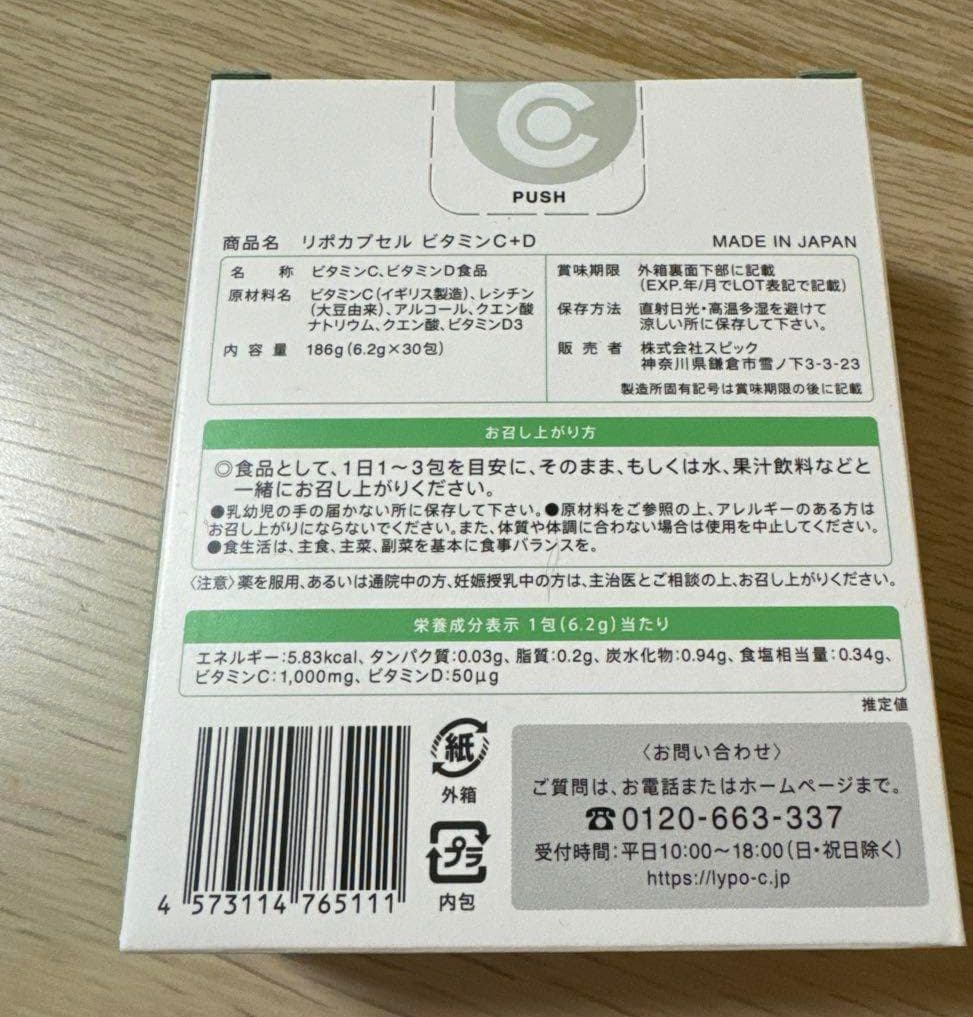 PUSH
商品名 リポカプセル ビタミンC+D
MADE IN JAPAN
名称 ビタミンC、ビタミンD食品
原材料名 ビタミンC(イギリス製造)、レシチン
(大豆由来)、アルコール、クエン酸
ナトリウム、クエン酸、ビタミンD3
内容量 186g(6.2g×30包)
賞味期限 外箱裏面下部に記載
(EXP.年/月でLOT表記で記載)
保存方法 直射日光・高温多湿を避けて
涼しい所に保存して下さい。
販売者 株式会社スピック
神奈川県鎌倉市雪ノ下3-3-23
製造所固有記号は賞味期限の後に記載
お召し上がり方
◎食品として、1日1〜3包を目安に、そのまま、もしくは水、果汁飲料などと
一緒にお召し上がりください。
●乳幼児の手の届かない所に保存して下さい。●原材料をご参照の上、アレルギーのある方は
お召し上がりにならないでください。また、体質や体調に合わない場合は使用を中止してください。
●食生活は、主食、主菜、副菜を基本に食事バランスを。
〈注意〉薬を服用、あるいは通院中の方、妊娠授乳中の方は、主治医とご相談の上、お召し上がりください。
栄養成分表示 1包(6.2g)当たり
エネルギー:5.83kcal、タンパク質:0.03g、脂質:0.2g、炭水化物:0.94g、食塩相当量:0.34g、
ビタミンC:1,000mg、ビタミンD:50μg
推定値
4 573114 765111
紙
外箱
プラ
内包
〈お問い合わせ〉
ご質問は、お電話またはホームページまで。
☎0120-663-337
受付時間:平日10:00〜18:00(日・祝日除く)
https://lypo-c.jp